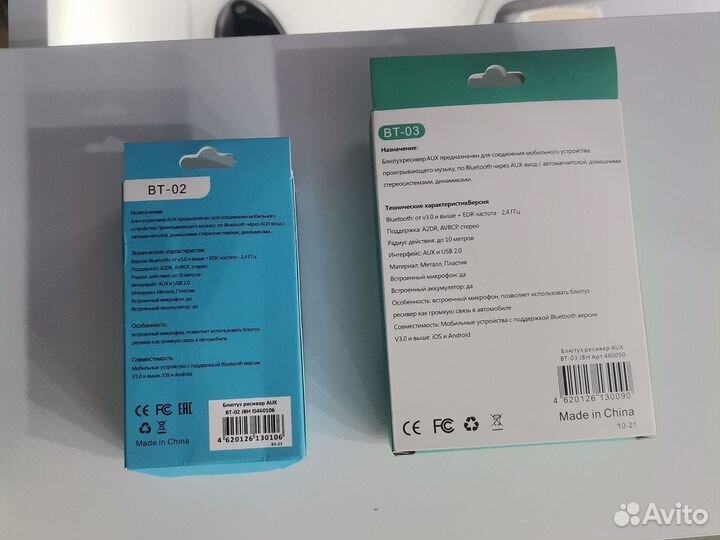 BT-02
Назначения
Блютуз ресивер AUX предназначен для соединения мобильного
устройства, проигрывающего музыку, по Bluetooth через AUX-вход с
автомагнитолой, домашними стереосистемами, динамиками.
Технические характеристик
Версия Bluetooth: от v3.0 и выше + EDR частота - 2,4 ГГц
Поддержка: A2DR, AVRCP, стерео
Радиус действия: до 10 метров
Интерфейс: AUX и USB 2.0
Материал: Металл, Пластик
Встроенный микрофон: да
Встроенный аккумулятор: да
Особенность:
встроенный микрофон, позволяет использовать блютуз
ресивер как громкую связь в автомобиле
Совместимость
Мобильные устройства с поддержкой Bluetooth версии
V3.0 и выше. iOS и Android
CE FC EAC
Made in China
Блютуз ресивер AUX
BT-02 JBH IS460106
4 620126 130106
03-23
BT-03
Назначение:
Блютуз ресивер AUX предназначен для соединения мобильного устройства,
проигрывающего музыку, по Bluetooth через AUX-вход с автомагнитолой, домашними
стереосистемами, динамиками.
Технические характеристикВерсия
Bluetooth: от v3.0 и выше + EDR частота - 2,4 ГГц
Поддержка: A2DR, AVRCP, стерео
Радиус действия: до 10 метров
Интерфейс: AUX и USB 2.0
Материал: Металл, Пластик
Встроенный микрофон: да
Встроенный аккумулятор: да
Особенность: встроенный микрофон, позволяет использовать блютуз
ресивер как громкую связь в автомобиле
Совместимость: Мобильные устройства с поддержкой Bluetooth версии
V3.0 и выше. iOS и Android
Блютуз ресивер AUX
BT-03 JBH Арт.460090
4 620126 130090
CE FC
Made in China
10-21
Avito